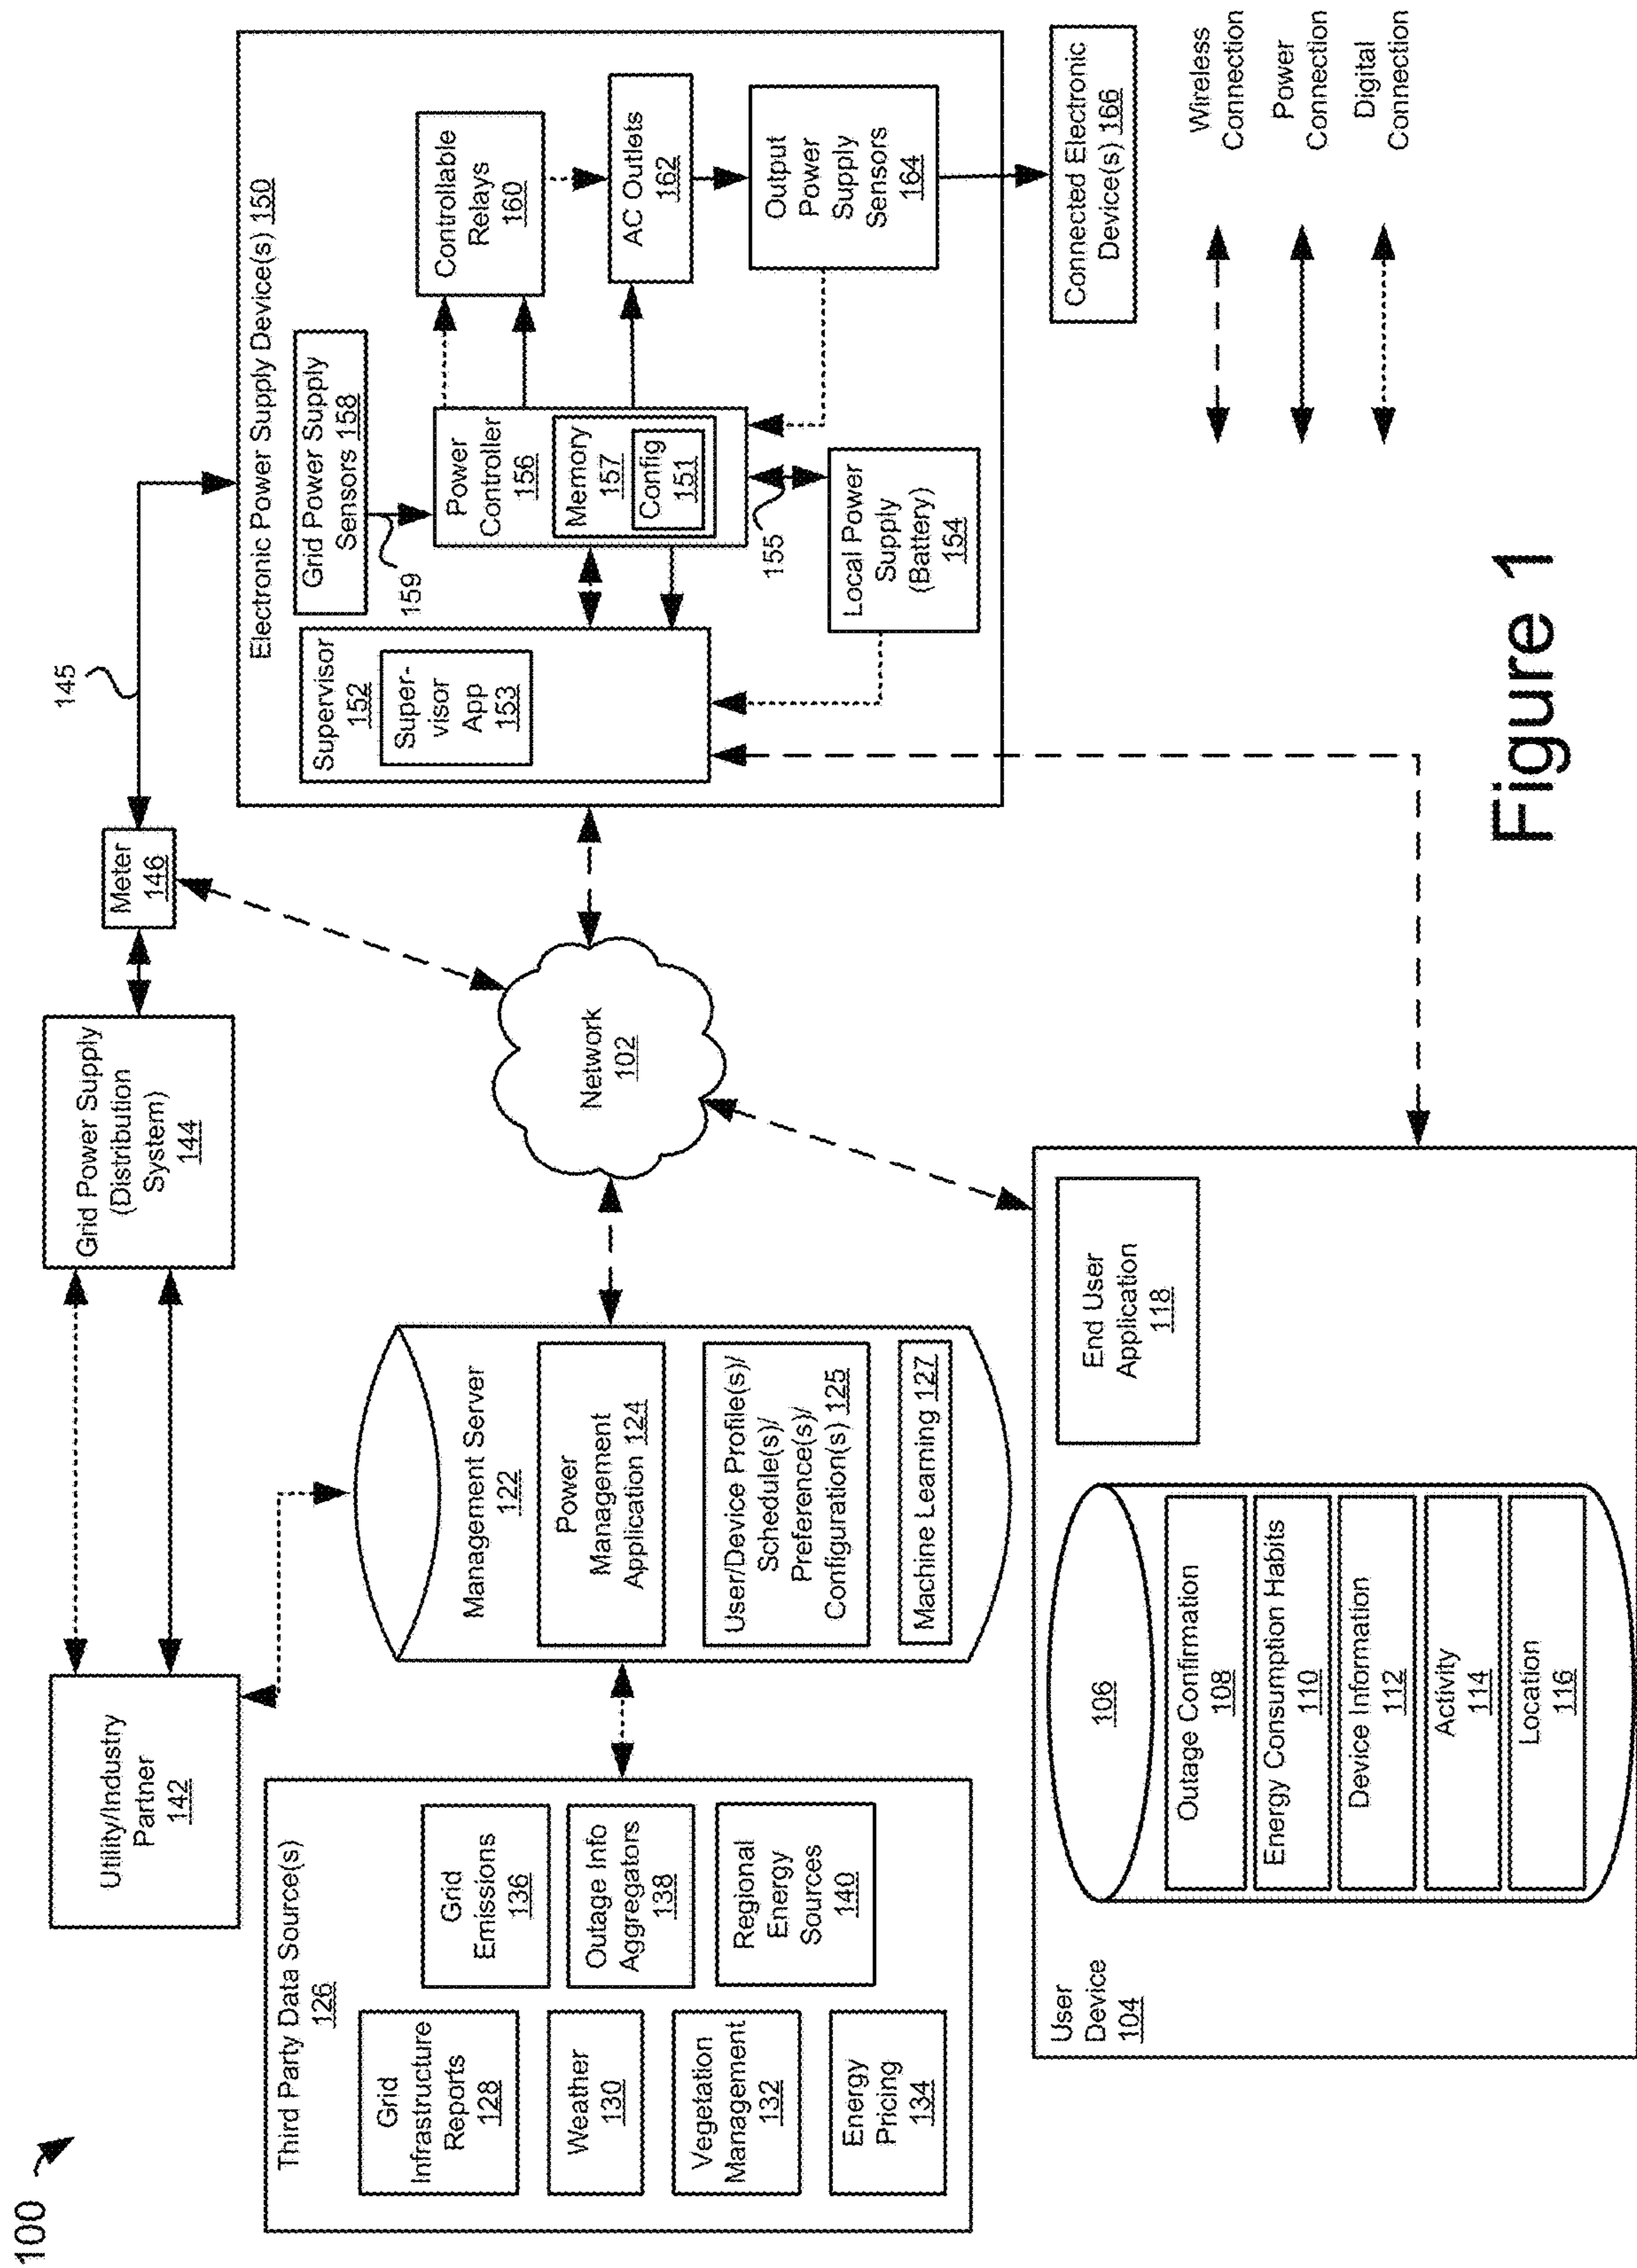 100
Third Party Data Source(s)
126
Grid
Infrastructure
Reports
128
Weather
130
Vegetation
Management
132
Energy
Pricing
134
Grid
Emissions
136
Outage Info
Aggregators
138
Regional
Energy
Sources
140
Utility/Industry
Partner
142
Management Server
122
Power
Management
Application 124
User/Device Profile(s)/
Schedule(s)/
Preference(s)/
Configuration(s) 125
Machine Learning 127
Grid Power Supply
(Distribution
System)
144
Meter
146
145
Network
102
User
Device
104
106
Outage Confirmation
108
Energy Consumption Habits
110
Device Information
112
Activity
114
Location
116
End User
Application
118
Electronic Power Supply Device(s) 150
Supervisor
152
Super-
visor
App
153
Grid Power Supply
Sensors 158
159
Power
Controller
156
Memory
157
Config
151
155
Local Power
Supply
(Battery)
154
Controllable
Relays
160
AC Outlets
162
Output
Power
Supply
Sensors
164
Connected Electronic
Device(s) 166
Wireless
Connection
Power
Connection
Digital
Connection
Figure 1